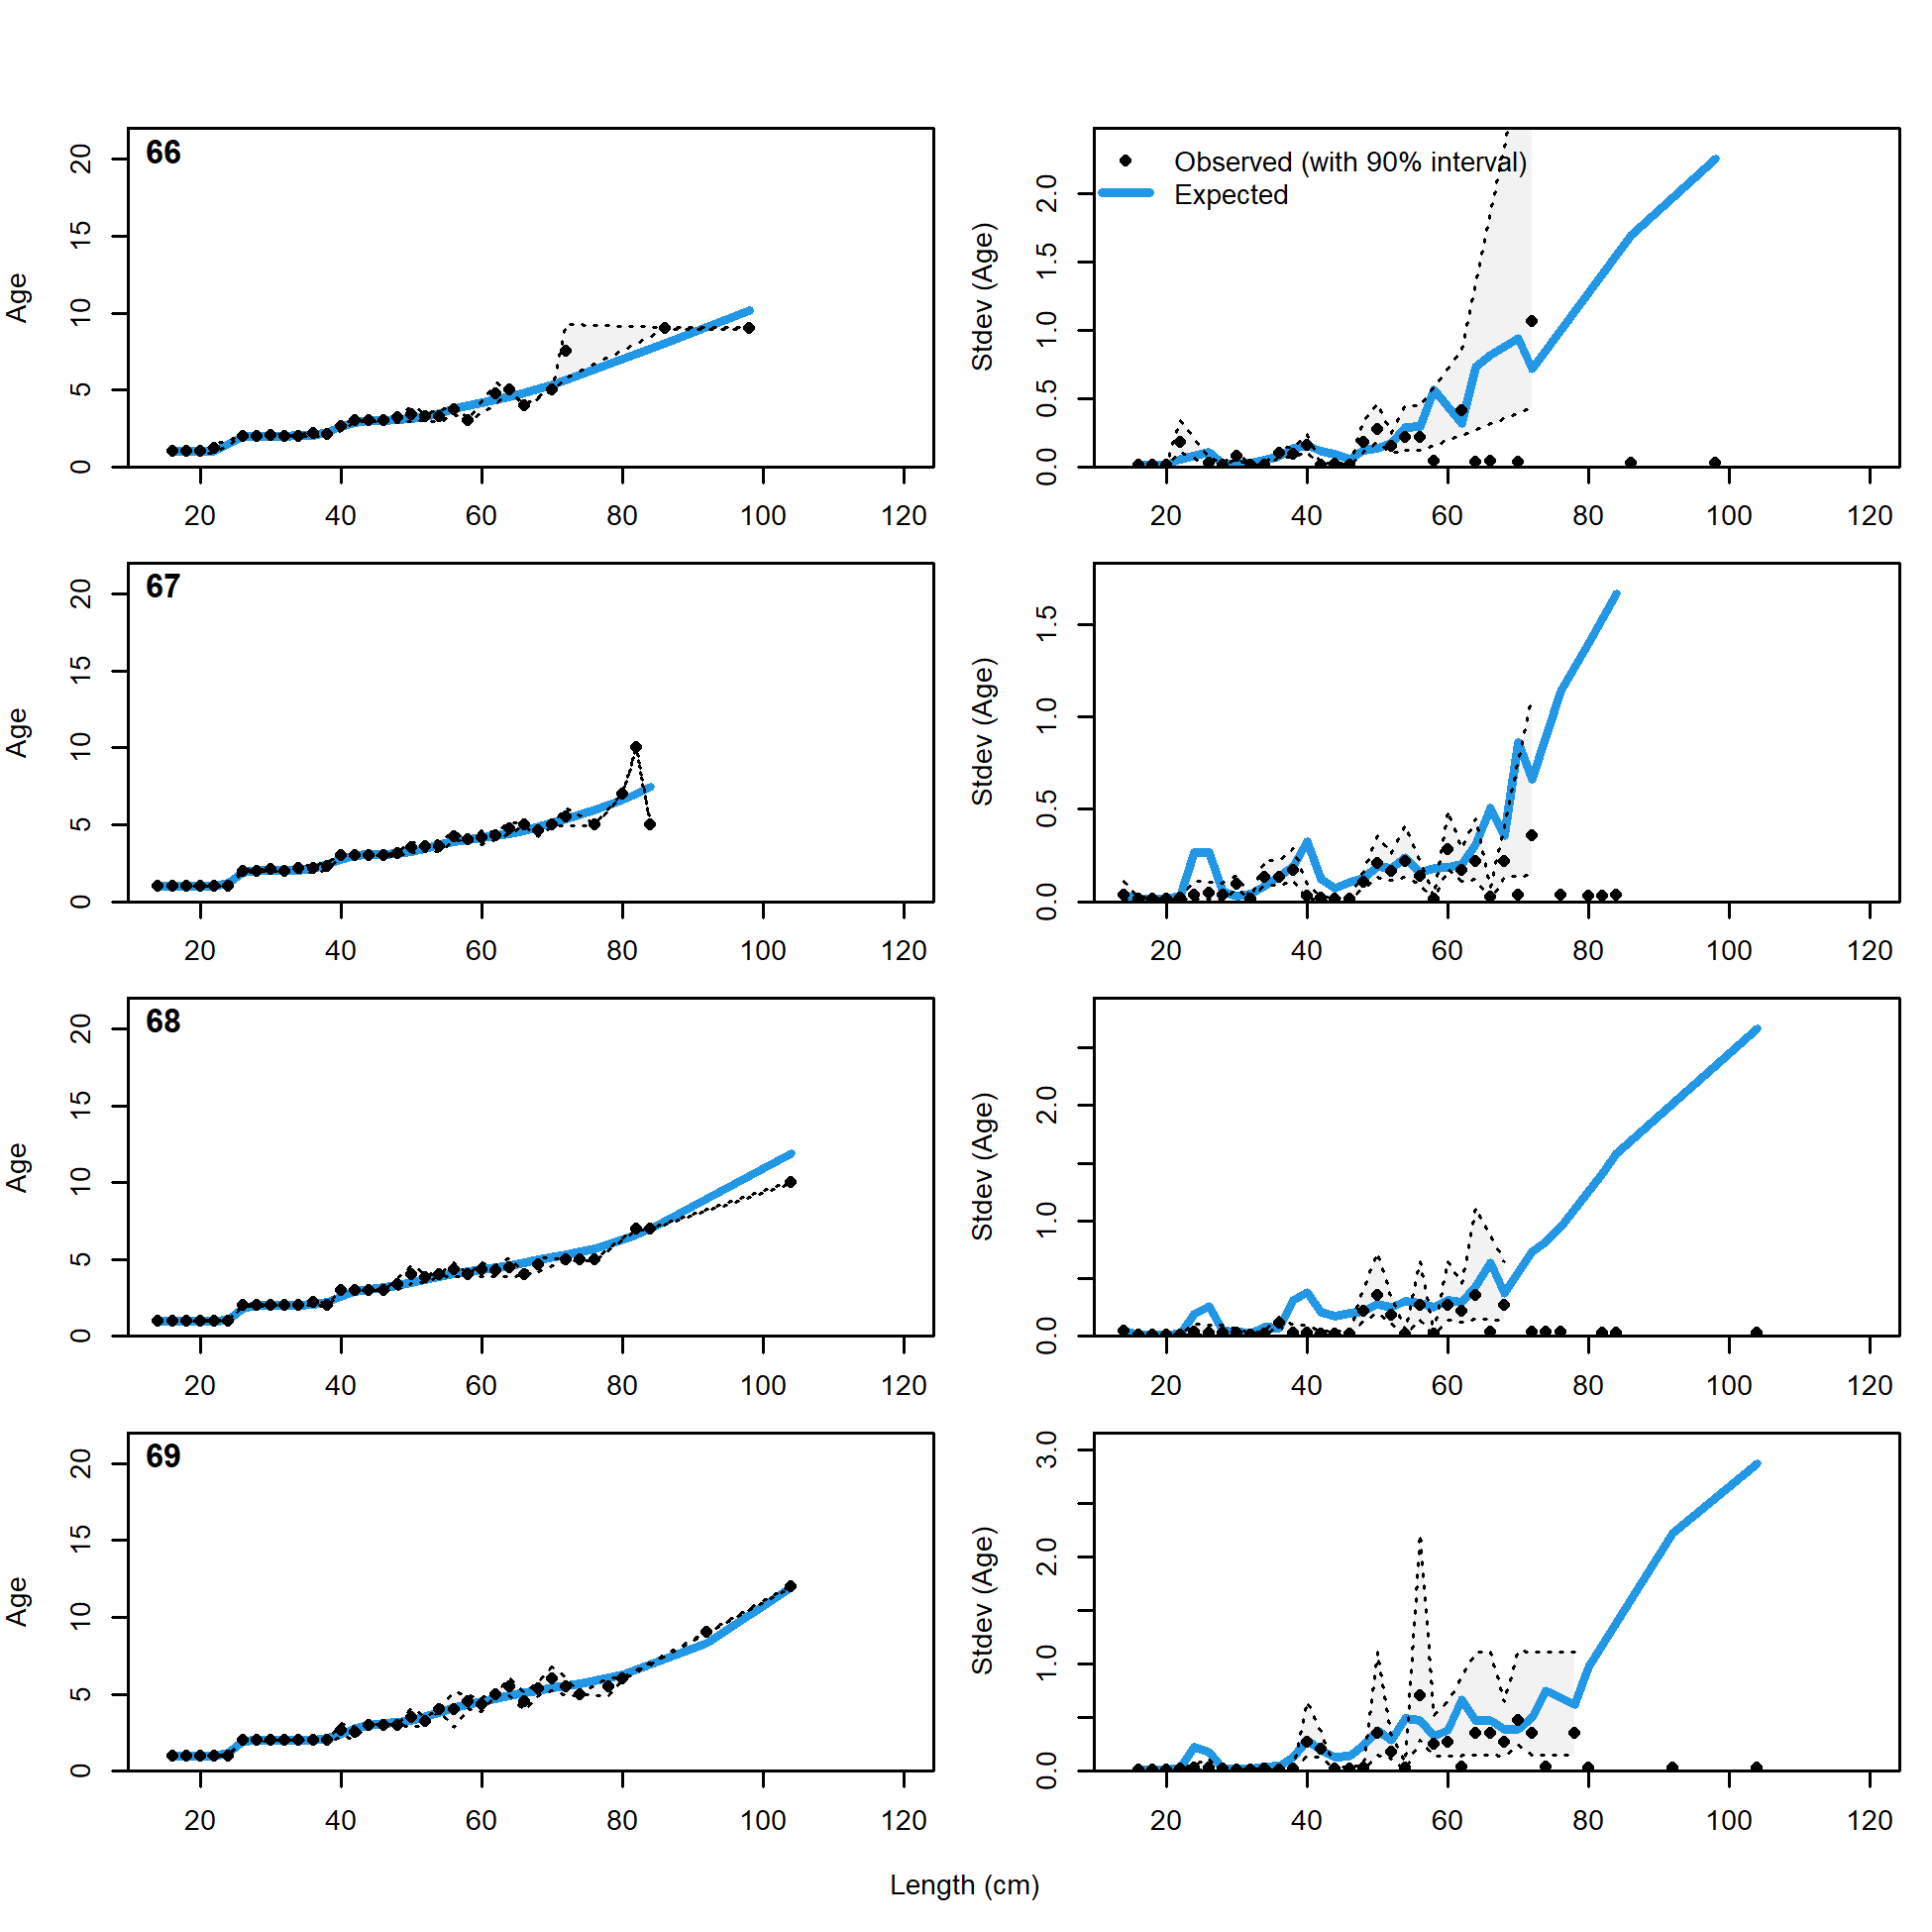 66
Age
0 5 10 15 20
20 40 60 80 100 120
Observed (with 90% interval)
Expected
Stdev (Age)
0.0 0.5 1.0 1.5 2.0
20 40 60 80 100 120
67
Age
0 5 10 15 20
20 40 60 80 100 120
Stdev (Age)
0.0 0.5 1.0 1.5
20 40 60 80 100 120
68
Age
0 5 10 15 20
20 40 60 80 100 120
Stdev (Age)
0.0 1.0 2.0
20 40 60 80 100 120
69
Age
0 5 10 15 20
20 40 60 80 100 120
Stdev (Age)
0.0 1.0 2.0 3.0
20 40 60 80 100 120
Length (cm)